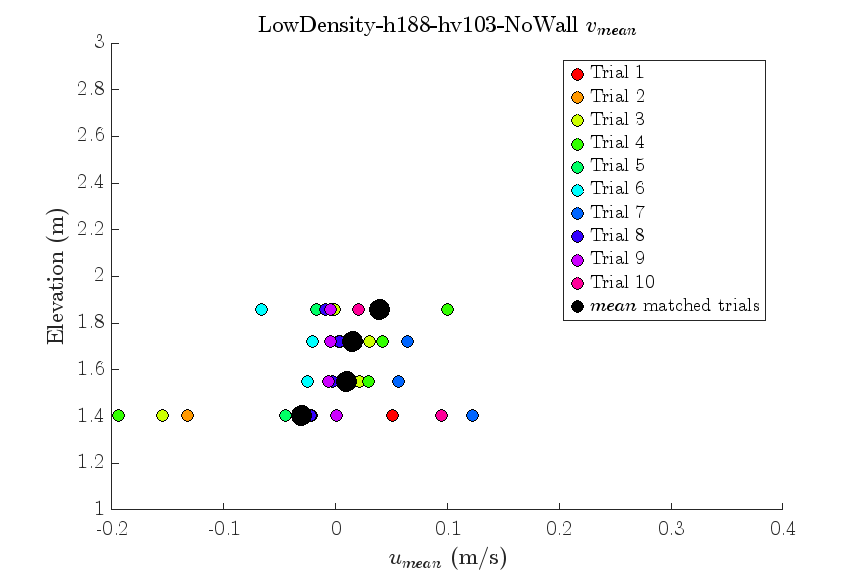 LowDensity-h188-hv103-NoWall v_mean
3
2.8
2.6
2.4
2.2
2
1.8
1.6
1.4
1.2
1
Elevation (m)
-0.2 -0.1 0 0.1 0.2 0.3 0.4
u_mean (m/s)
Trial 1
Trial 2
Trial 3
Trial 4
Trial 5
Trial 6
Trial 7
Trial 8
Trial 9
Trial 10
mean matched trials